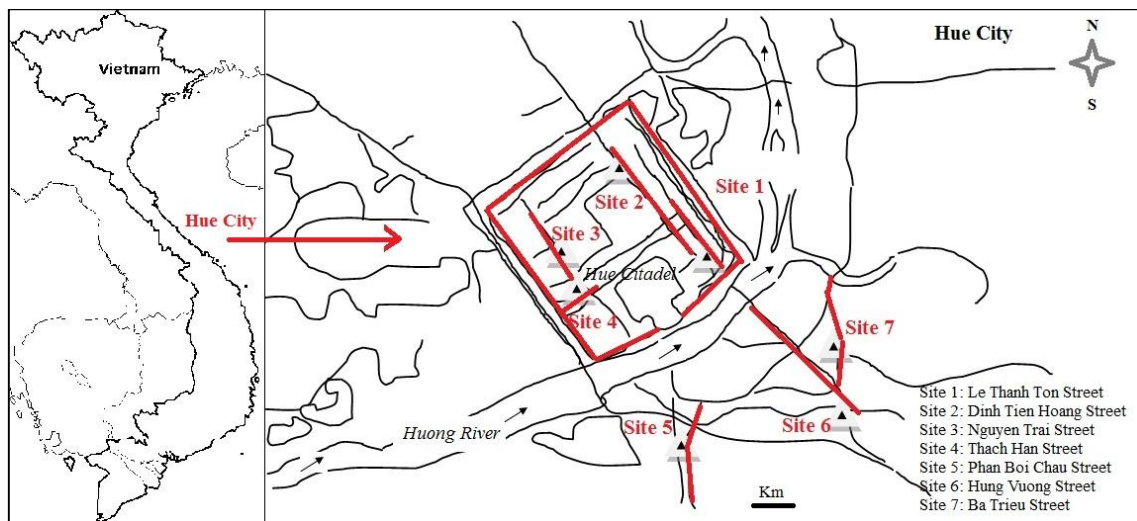 Vietnam
Hue City
Hue City
N
S
Site 1
Site 2
Site 3
Hue Citadel
Site 4
Site 7
Site 5
Site 6
Huong River
Km
Site 1: Le Thanh Ton Street
Site 2: Dinh Tien Hoang Street
Site 3: Nguyen Trai Street
Site 4: Thach Han Street
Site 5: Phan Boi Chau Street
Site 6: Hung Vuong Street
Site 7: Ba Trieu Street